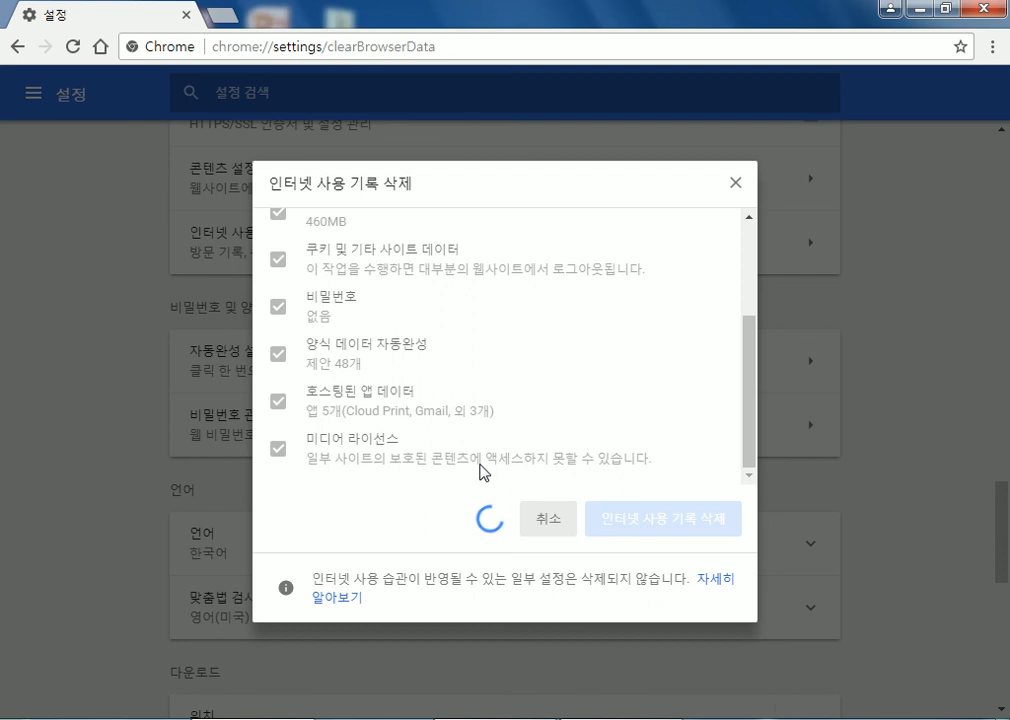 설정
Chrome chrome://settings/clearBrowserData
설정
설정 검색
HTTPS/SSL 인증서 및 설정 관리
콘텐츠 설정
웹사이트에
인터넷 사용
방문 기록,
비밀번호 및 양
자동완성 설
클릭 한 번
비밀번호 관
웹 비밀번호
언어
언어
한국어
맞춤법 검사
영어(미국)
다운로드
위치
인터넷 사용 기록 삭제
460MB
쿠키 및 기타 사이트 데이터
이 작업을 수행하면 대부분의 웹사이트에서 로그아웃됩니다.
비밀번호
없음
양식 데이터 자동완성
제안 48개
호스팅된 앱 데이터
앱 5개(Cloud Print, Gmail, 외 3개)
미디어 라이선스
일부 사이트의 보호된 콘텐츠에 액세스하지 못할 수 있습니다.
취소
인터넷 사용 기록 삭제
인터넷 사용 습관이 반영될 수 있는 일부 설정은 삭제되지 않습니다. 자세히
알아보기